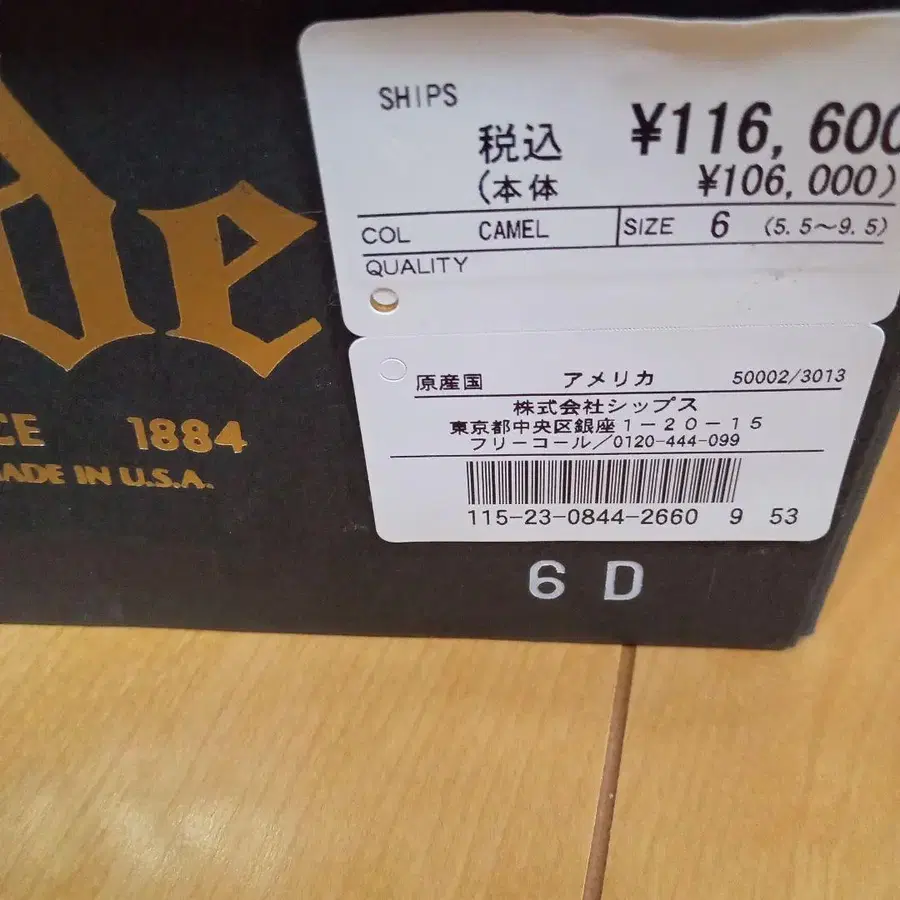 de
CE 1884
ADE IN U.S.A.
SHIPS
税込 ¥116,600
(本体 ¥106,000)
COL CAMEL SIZE 6 (5.5～9.5)
QUALITY
原産国 アメリカ 50002/3013
株式会社シップス
東京都中央区銀座1－20－15
フリーコール／0120-444-099
115-23-0844-2660 9 53
6 D